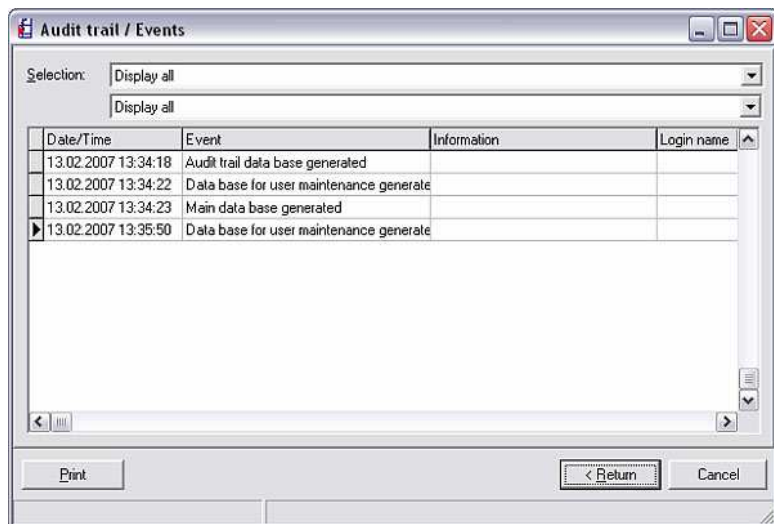 Audit trail / Events
Selection: Display all
Display all
Date/Time Event Information Login name
13.02.2007 13:34:18 Audit trail data base generated
13.02.2007 13:34:22 Data base for user maintenance generate
13.02.2007 13:34:23 Main data base generated
13.02.2007 13:35:50 Data base for user maintenance generate
Print < Return Cancel